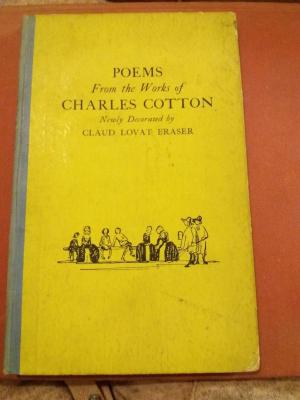 POEMS
From the Works of
CHARLES COTTON
Newly Decorated by
CLAUD LOVAT FRASER